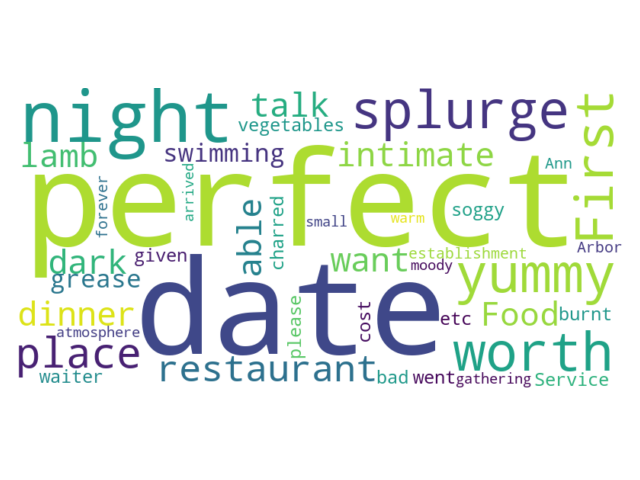 night
talk
splurge
First
vegetables
lamb
swimming
intimate
Ann
perfect
forever
arrived
able
charred
small
warm
soggy
Arbor
dark
given
want
establishment
moody
yummy
grease
date
dinner
please
cost
etc
Food
burnt
atmosphere
place
restaurant
worth
waiter
bad
went
gathering
Service